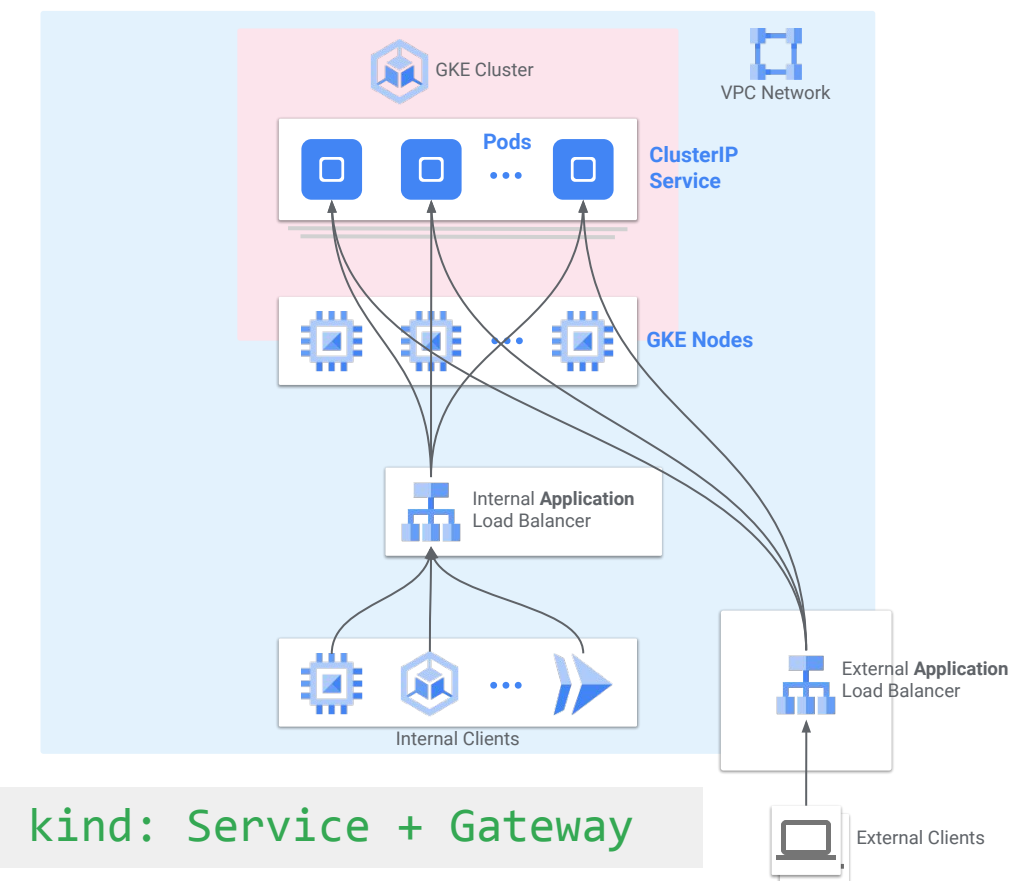 GKE Cluster
VPC Network
Pods
ClusterIP
Service
GKE Nodes
Internal Application
Load Balancer
External Application
Load Balancer
Internal Clients
kind: Service + Gateway
External Clients